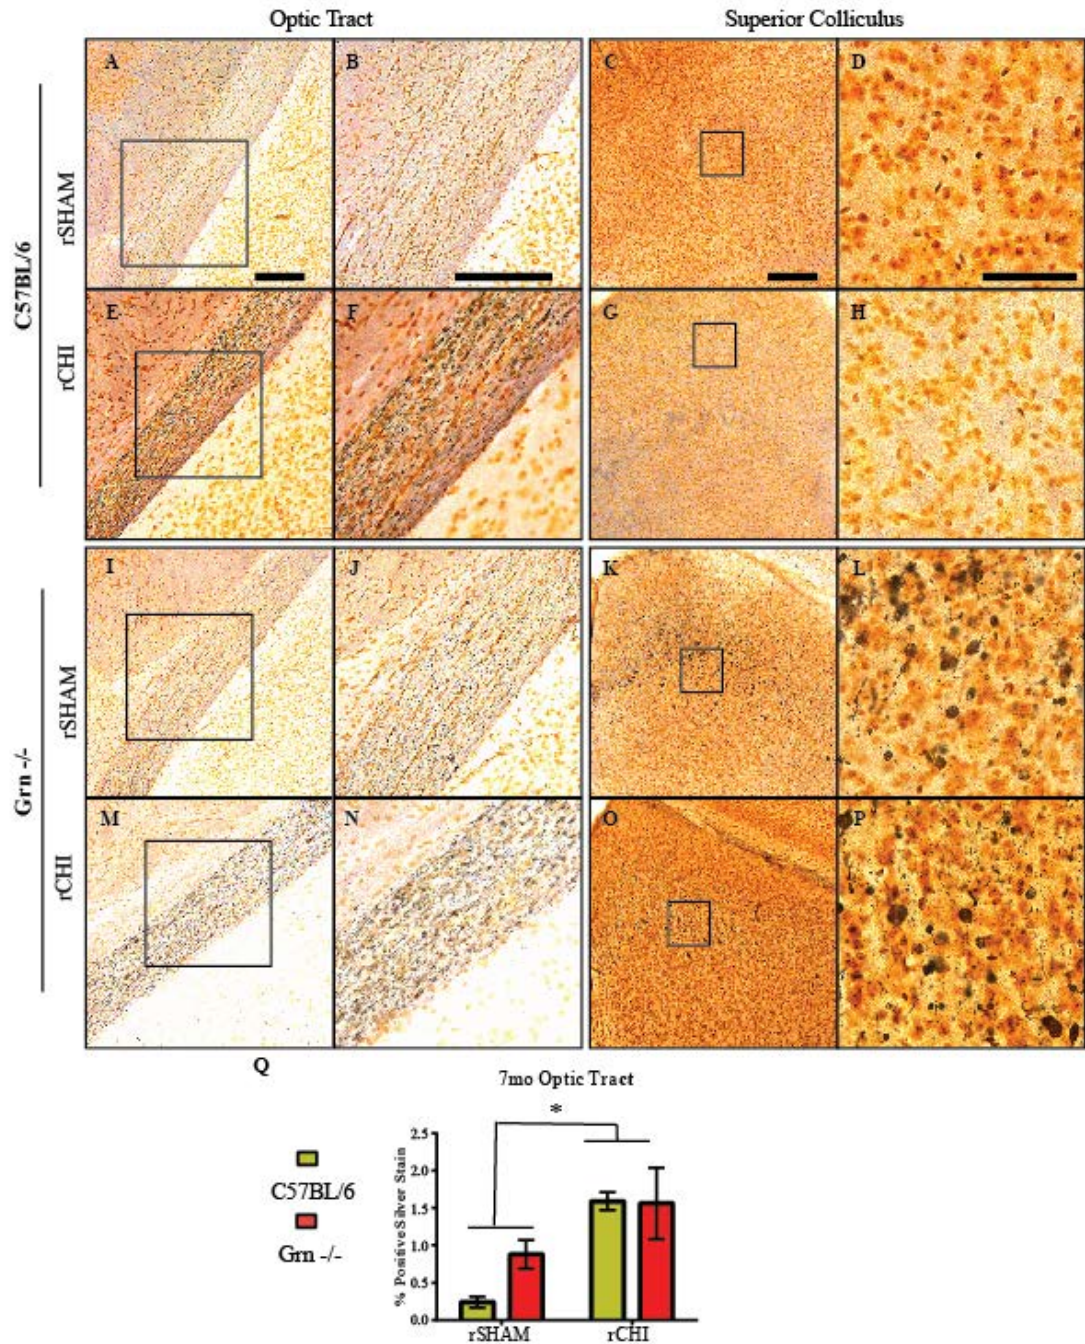 Optic Tract
Superior Colliculus
C57BL/6
rSHAM
A
B
C
D
rCHI
E
F
G
H
Grn -/-
rSHAM
I
J
K
L
rCHI
M
N
O
P
Q
7mo Optic Tract
*
C57BL/6
Grn -/-
% Positive Silver Stain
2.5
2.0
1.5
1.0
0.5
0.0
rSHAM
rCHI